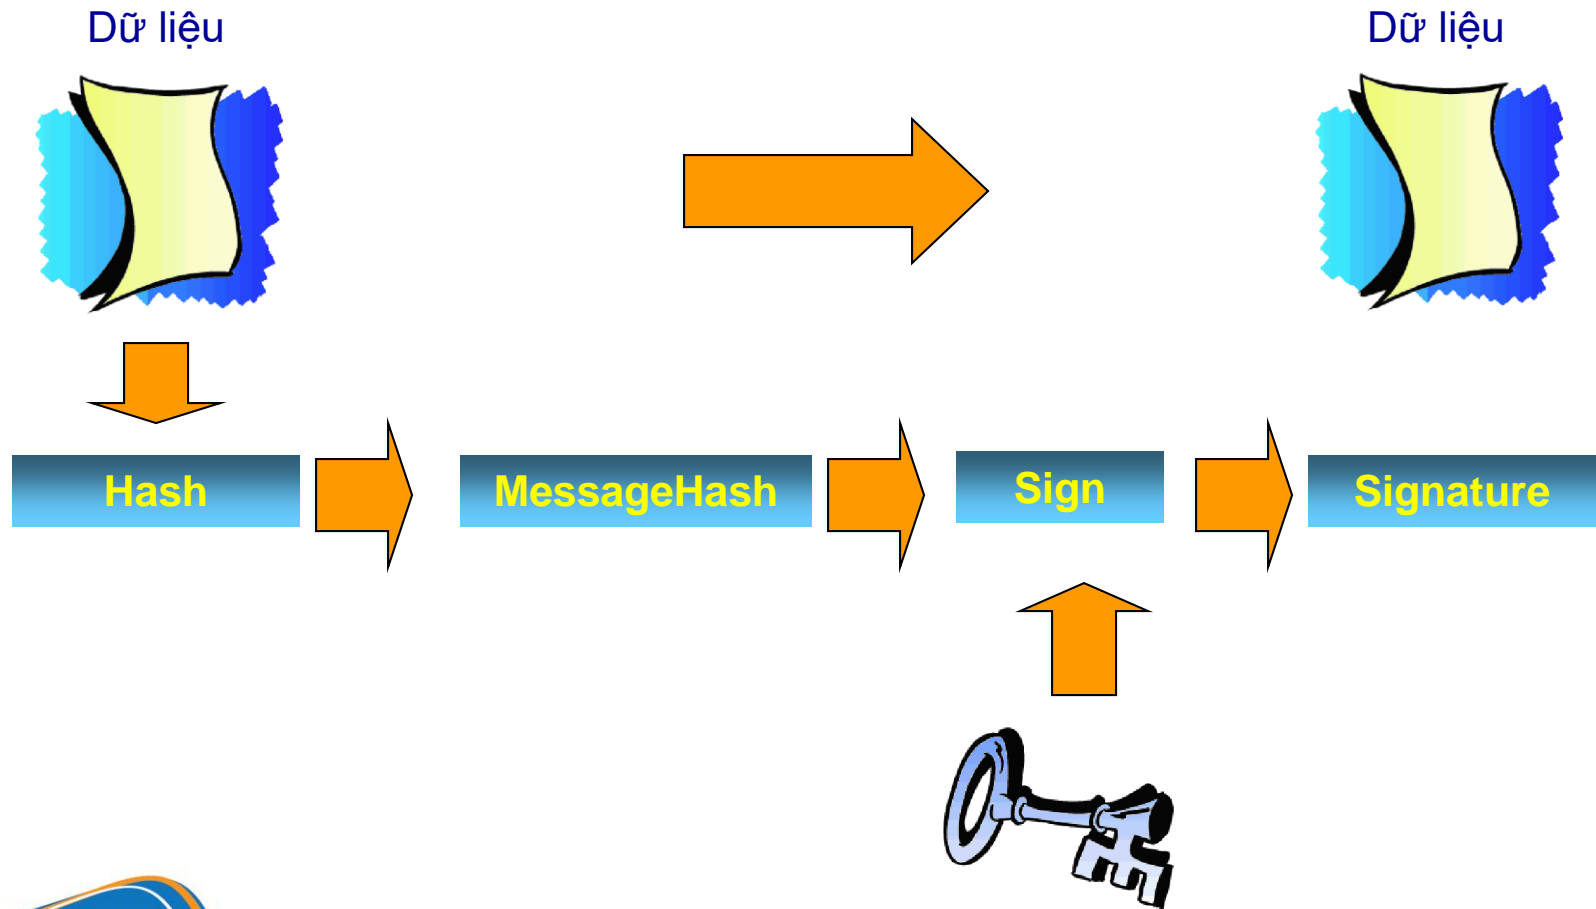 Dữ liệu
Dữ liệu
Hash
MessageHash
Sign
Signature